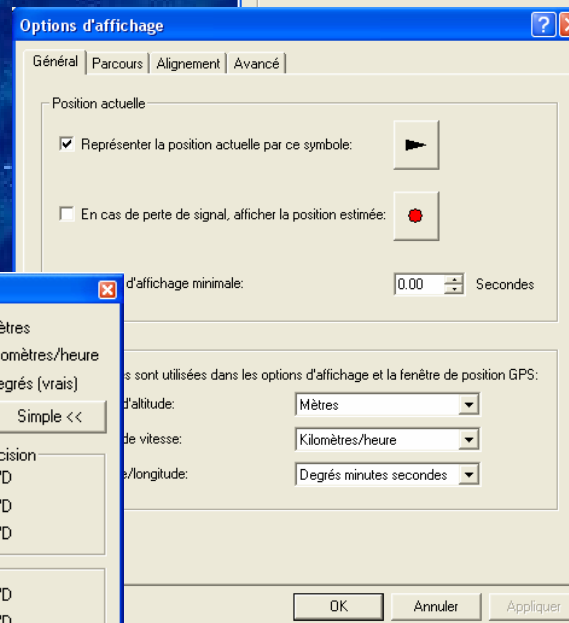 Options d'affichage
Général Parcours Alignement Avancé
Position actuelle
Représenter la position actuelle par ce symbole:
En cas de perte de signal, afficher la position estimée:
d'affichage minimale: 0.00 Secondes
sont utilisées dans les options d'affichage et la fenêtre de position GPS:
d'altitude: Mètres
de vitesse: Kilomètres/heure
/longitude: Degrés minutes secondes
OK Annuler Appliquer
ètres
omètres/heure
egrés (vrais)
Simple <<
cision